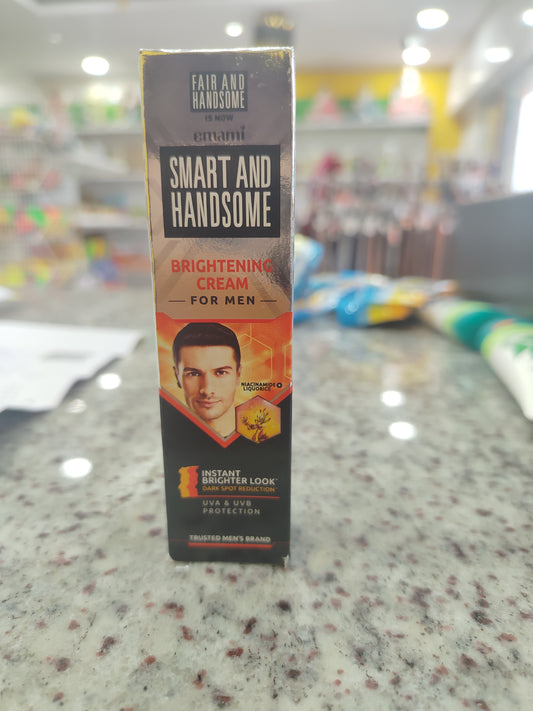 FAIR AND
HANDSOME
IS NOW
emami
SMART AND
HANDSOME
BRIGHTENING
CREAM
FOR MEN
NIACINAMIDE +
LIQUORICE
INSTANT
BRIGHTER LOOK*
DARK SPOT REDUCTION^
UVA & UVB
PROTECTION
TRUSTED MEN'S BRAND